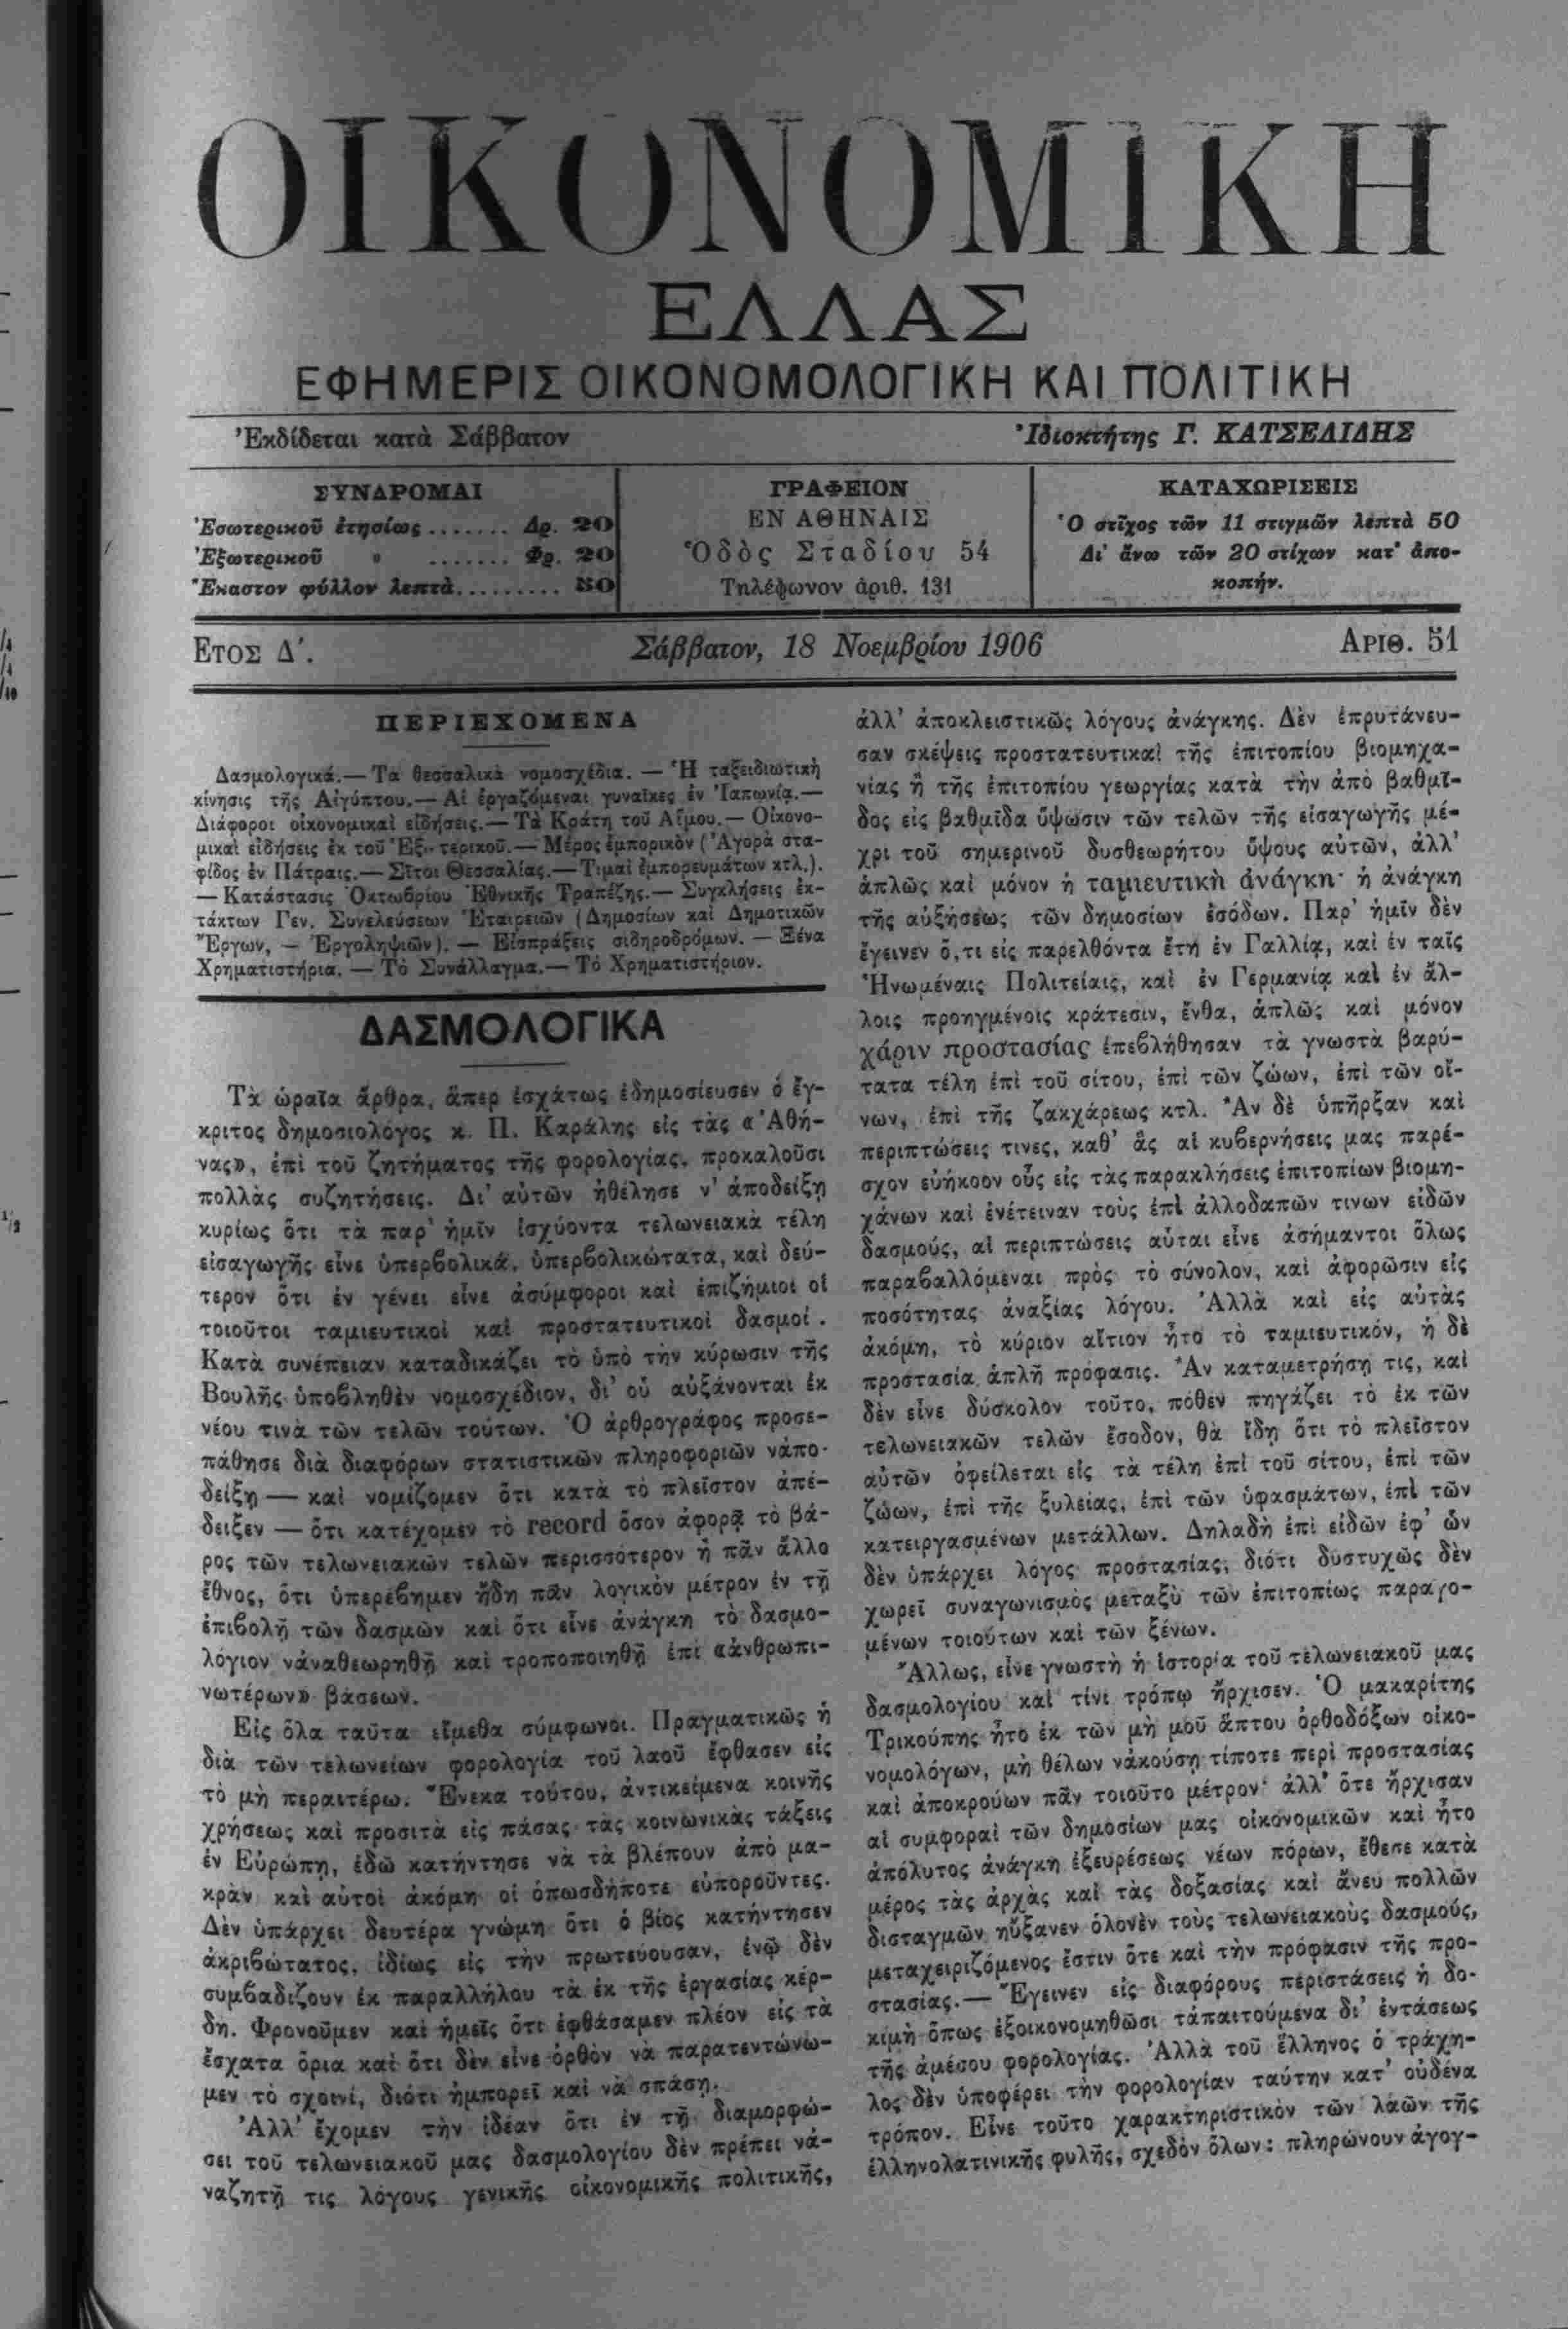 ΟΙΚΟΝΟΜΙΚΗ
ΕΛΛΑΣ
ΕΦΗΜΕΡΙΣ ΟΙΚΟΝΟΜΟΛΟΓΙΚΗ ΚΑΙ ΠΟΛΙΤΙΚΗ
Ἐκδίδεται κατὰ Σάββατον
Ἰδιοκτήτης Γ. ΚΑΤΣΕΛΙΔΗΣ
ΣΥΝΔΡΟΜΑΙ
Ἐσωτερικοῦ ἐτησίως ....... Δρ. 20
Ἐξωτερικοῦ » ....... Φρ. 20
Ἕκαστον φύλλον λεπτὰ.......... 50
ΓΡΑΦΕΙΟΝ
ΕΝ ΑΘΗΝΑΙΣ
Ὁδὸς Σταδίου 54
Τηλέφωνον ἀριθ. 131
ΚΑΤΑΧΩΡΙΣΕΙΣ
Ὁ στῖχος τῶν 11 στιγμῶν λεπτὰ 50
Δι' ἄνω τῶν 20 στίχων κατ' ἀπο-
κοπήν.
ΕΤΟΣ Δ'.
Σάββατον, 18 Νοεμβρίου 1906
ΑΡΙΘ. 51
ΠΕΡΙΕΧΟΜΕΝΑ
Δασμολογικά.— Τα θεσσαλικὰ νομοσχέδια. — Ἡ ταξειδιωτικὴ
κίνησις τῆς Αἰγύπτου.— Αἱ ἐργαζόμεναι γυναῖκες ἐν Ἰαπωνίᾳ.—
Διάφοροι οἰκονομικαὶ εἰδήσεις.— Τὰ Κράτη τοῦ Αἵμου.— Οἰκονο-
μικαὶ εἰδήσεις ἐκ τοῦ Ἐξωτερικοῦ.— Μέρος ἐμπορικὸν (Ἀγορὰ στα-
φίδος ἐν Πάτραις.— Σῖτοι Θεσσαλίας.— Τιμαὶ ἐμπορευμάτων κτλ.).
— Κατάστασις Ὀκτωβρίου Ἐθνικῆς Τραπέζης.— Συγκλήσεις ἐκ-
τάκτων Γεν. Συνελεύσεων Ἑταιρειῶν (Δημοσίων καὶ Δημοτικῶν
Ἔργων, — Ἐργοληψιῶν). — Εἰσπράξεις σιδηροδρόμων. — Ξένα
Χρηματιστήρια. — Τὸ Συνάλλαγμα.— Τὸ Χρηματιστήριον.
ΔΑΣΜΟΛΟΓΙΚΑ
Τὰ ὡραῖα ἄρθρα, ἅπερ ἐσχάτως ἐδημοσίευσεν ὁ ἔγ-
κριτος δημοσιολόγος κ. Π. Καράλης εἰς τὰς «Ἀθή-
νας», ἐπὶ τοῦ ζητήματος τῆς φορολογίας, προκαλοῦσι
πολλὰς συζητήσεις. Δι' αὐτῶν ἠθέλησε ν' ἀποδείξῃ
κυρίως ὅτι τὰ παρ' ἡμῖν ἰσχύοντα τελωνειακὰ τέλη
εἰσαγωγῆς εἶνε ὑπερβολικά, ὑπερβολικώτατα, καὶ δεύ-
τερον ὅτι ἐν γένει εἶνε ἀσύμφοροι καὶ ἐπιζήμιοι οἱ
τοιοῦτοι ταμιευτικοὶ καὶ προστατευτικοὶ δασμοί.
Κατὰ συνέπειαν καταδικάζει τὸ ὑπὸ τὴν κύρωσιν τῆς
Βουλῆς ὑποβληθὲν νομοσχέδιον, δι' οὗ αὐξάνονται ἐκ
νέου τινὰ τῶν τελῶν τούτων. Ὁ ἀρθρογράφος προσε-
πάθησε διὰ διαφόρων στατιστικῶν πληροφοριῶν νἀπο-
δείξῃ — καὶ νομίζομεν ὅτι κατὰ τὸ πλεῖστον ἀπέ-
δειξεν — ὅτι κατέχομεν τὸ record ὅσον ἀφορᾷ τὸ βά-
ρος τῶν τελωνειακῶν τελῶν περισσότερον ἢ πᾶν ἄλλο
ἔθνος, ὅτι ὑπερέβημεν ἤδη πᾶν λογικὸν μέτρον ἐν τῇ
ἐπιβολῇ τῶν δασμῶν καὶ ὅτι εἶνε ἀνάγκη τὸ δασμο-
λόγιον νἀναθεωρηθῇ καὶ τροποποιηθῇ ἐπὶ «ἀνθρωπι-
νωτέρων» βάσεων.
Εἰς ὅλα ταῦτα εἴμεθα σύμφωνοι. Πραγματικῶς ἡ
διὰ τῶν τελωνείων φορολογία τοῦ λαοῦ ἔφθασεν εἰς
τὸ μὴ περαιτέρω. Ἕνεκα τούτου, ἀντικείμενα κοινῆς
χρήσεως καὶ προσιτὰ εἰς πάσας τὰς κοινωνικὰς τάξεις
ἐν Εὐρώπῃ, ἐδῶ κατήντησε νὰ τὰ βλέπουν ἀπὸ μα-
κρὰν καὶ αὐτοὶ ἀκόμη οἱ ὁπωσδήποτε εὐποροῦντες.
Δὲν ὑπάρχει δευτέρα γνώμη ὅτι ὁ βίος κατήντησεν
ἀκριβώτατος, ἰδίως εἰς τὴν πρωτεύουσαν, ἐνῷ δὲν
συμβαδίζουν ἐκ παραλλήλου τὰ ἐκ τῆς ἐργασίας κέρ-
δη. Φρονοῦμεν καὶ ἡμεῖς ὅτι ἐφθάσαμεν πλέον εἰς τὰ
ἔσχατα ὅρια καὶ ὅτι δὲν εἶνε ὀρθὸν νὰ παρατεντώνω-
μεν τὸ σχοινί, διότι ἠμπορεῖ καὶ νὰ σπάσῃ.
Ἀλλ' ἔχομεν τὴν ἰδέαν ὅτι ἐν τῇ διαμορφώ-
σει τοῦ τελωνειακοῦ μας δασμολογίου δὲν πρέπει νἀ-
ναζητῇ τις λόγους γενικῆς οἰκονομικῆς πολιτικῆς,
ἀλλ' ἀποκλειστικῶς λόγους ἀνάγκης. Δὲν ἐπρυτάνευ-
σαν σκέψεις προστατευτικαὶ τῆς ἐπιτοπίου βιομηχα-
νίας ἢ τῆς ἐπιτοπίου γεωργίας κατὰ τὴν ἀπὸ βαθμῖ-
δος εἰς βαθμῖδα ὕψωσιν τῶν τελῶν τῆς εἰσαγωγῆς μέ-
χρι τοῦ σημερινοῦ δυσθεωρήτου ὕψους αὐτῶν, ἀλλ'
ἁπλῶς καὶ μόνον ἡ ταμιευτικὴ ἀνάγκη· ἡ ἀνάγκη
τῆς αὐξήσεως τῶν δημοσίων ἐσόδων. Παρ' ἡμῖν δὲν
ἔγεινεν ὅ,τι εἰς παρελθόντα ἔτη ἐν Γαλλίᾳ, καὶ ἐν ταῖς
Ἡνωμέναις Πολιτείαις, καὶ ἐν Γερμανίᾳ καὶ ἐν ἄλ-
λοις προηγμένοις κράτεσιν, ἔνθα, ἁπλῶς καὶ μόνον
χάριν προστασίας ἐπεβλήθησαν τὰ γνωστὰ βαρύ-
τατα τέλη ἐπὶ τοῦ σίτου, ἐπὶ τῶν ζώων, ἐπὶ τῶν οἴ-
νων, ἐπὶ τῆς ζακχάρεως κτλ. Ἂν δὲ ὑπῆρξαν καὶ
περιπτώσεις τινες, καθ' ἃς αἱ κυβερνήσεις μας παρέ-
σχον εὐήκοον οὖς εἰς τὰς παρακλήσεις ἐπιτοπίων βιομη-
χάνων καὶ ἐνέτειναν τοὺς ἐπὶ ἀλλοδαπῶν τινων εἰδῶν
δασμούς, αἱ περιπτώσεις αὗται εἶνε ἀσήμαντοι ὅλως
παραβαλλόμεναι πρὸς τὸ σύνολον, καὶ ἀφορῶσιν εἰς
ποσότητας ἀναξίας λόγου. Ἀλλὰ καὶ εἰς αὐτὰς
ἀκόμη, τὸ κύριον αἴτιον ἦτο τὸ ταμιευτικόν, ἡ δὲ
προστασία ἁπλῆ πρόφασις. Ἂν καταμετρήσῃ τις, καὶ
δὲν εἶνε δύσκολον τοῦτο, πόθεν πηγάζει τὸ ἐκ τῶν
τελωνειακῶν τελῶν ἔσοδον, θὰ ἴδῃ ὅτι τὸ πλεῖστον
αὐτῶν ὀφείλεται εἰς τὰ τέλη ἐπὶ τοῦ σίτου, ἐπὶ τῶν
ζώων, ἐπὶ τῆς ξυλείας, ἐπὶ τῶν ὑφασμάτων, ἐπὶ τῶν
κατειργασμένων μετάλλων. Δηλαδὴ ἐπὶ εἰδῶν ἐφ' ὧν
δὲν ὑπάρχει λόγος προστασίας, διότι δυστυχῶς δὲν
χωρεῖ συναγωνισμὸς μεταξὺ τῶν ἐπιτοπίως παραγο-
μένων τοιούτων καὶ τῶν ξένων.
Ἄλλως, εἶνε γνωστὴ ἡ ἱστορία τοῦ τελωνειακοῦ μας
δασμολογίου καὶ τίνι τρόπῳ ἤρχισεν. Ὁ μακαρίτης
Τρικούπης ἦτο ἐκ τῶν μὴ μοῦ ἅπτου ὀρθοδόξων οἰκο-
νομολόγων, μὴ θέλων νἀκούσῃ τίποτε περὶ προστασίας
καὶ ἀποκρούων πᾶν τοιοῦτο μέτρον· ἀλλ' ὅτε ἤρχισαν
αἱ συμφοραὶ τῶν δημοσίων μας οἰκονομικῶν καὶ ἦτο
ἀπόλυτος ἀνάγκη ἐξευρέσεως νέων πόρων, ἔθεσε κατὰ
μέρος τὰς ἀρχὰς καὶ τὰς δοξασίας καὶ ἄνευ πολλῶν
δισταγμῶν ηὔξανεν ὁλονὲν τοὺς τελωνειακοὺς δασμούς,
μεταχειριζόμενος ἔστιν ὅτε καὶ τὴν πρόφασιν τῆς προ-
στασίας.— Ἔγεινεν εἰς διαφόρους περιστάσεις ἡ δο-
κιμὴ ὅπως ἐξοικονομηθῶσι τἀπαιτούμενα δι' ἐντάσεως
τῆς ἀμέσου φορολογίας. Ἀλλὰ τοῦ ἕλληνος ὁ τράχη-
λος δὲν ὑποφέρει τὴν φορολογίαν ταύτην κατ' οὐδένα
τρόπον. Εἶνε τοῦτο χαρακτηριστικὸν τῶν λαῶν τῆς
ἑλληνολατινικῆς φυλῆς, σχεδὸν ὅλων: πληρώνουν ἀγογ-